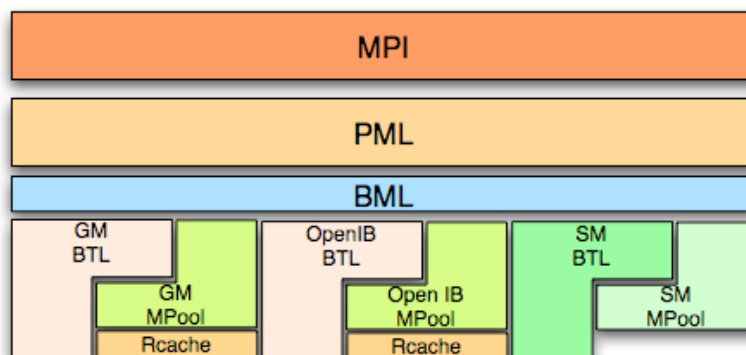 MPI
PML
BML
GM
BTL
OpenIB
BTL
SM
BTL
GM
MPool
Open IB
MPool
SM
MPool
Rcache
Rcache